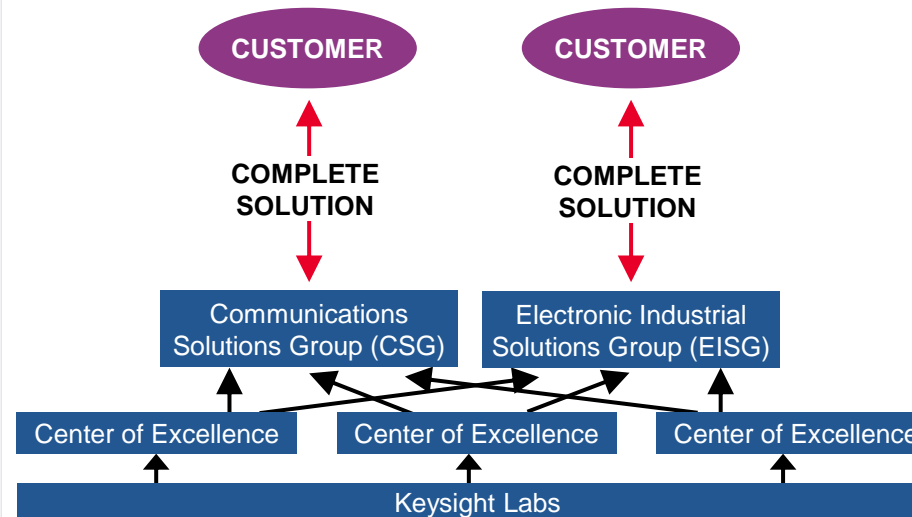 CUSTOMER
CUSTOMER
COMPLETE
SOLUTION
COMPLETE
SOLUTION
Communications
Solutions Group (CSG)
Electronic Industrial
Solutions Group (EISG)
Center of Excellence
Center of Excellence
Center of Excellence
Keysight Labs